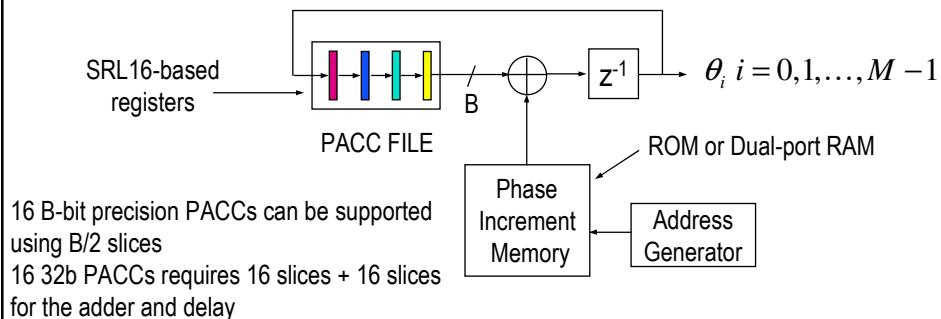 SRL16-based
registers
PACC FILE
B
z-1
θi i = 0,1,…, M −1
ROM or Dual-port RAM
Phase
Increment
Memory
Address
Generator
16 B-bit precision PACCs can be supported
using B/2 slices
16 32b PACCs requires 16 slices + 16 slices
for the adder and delay